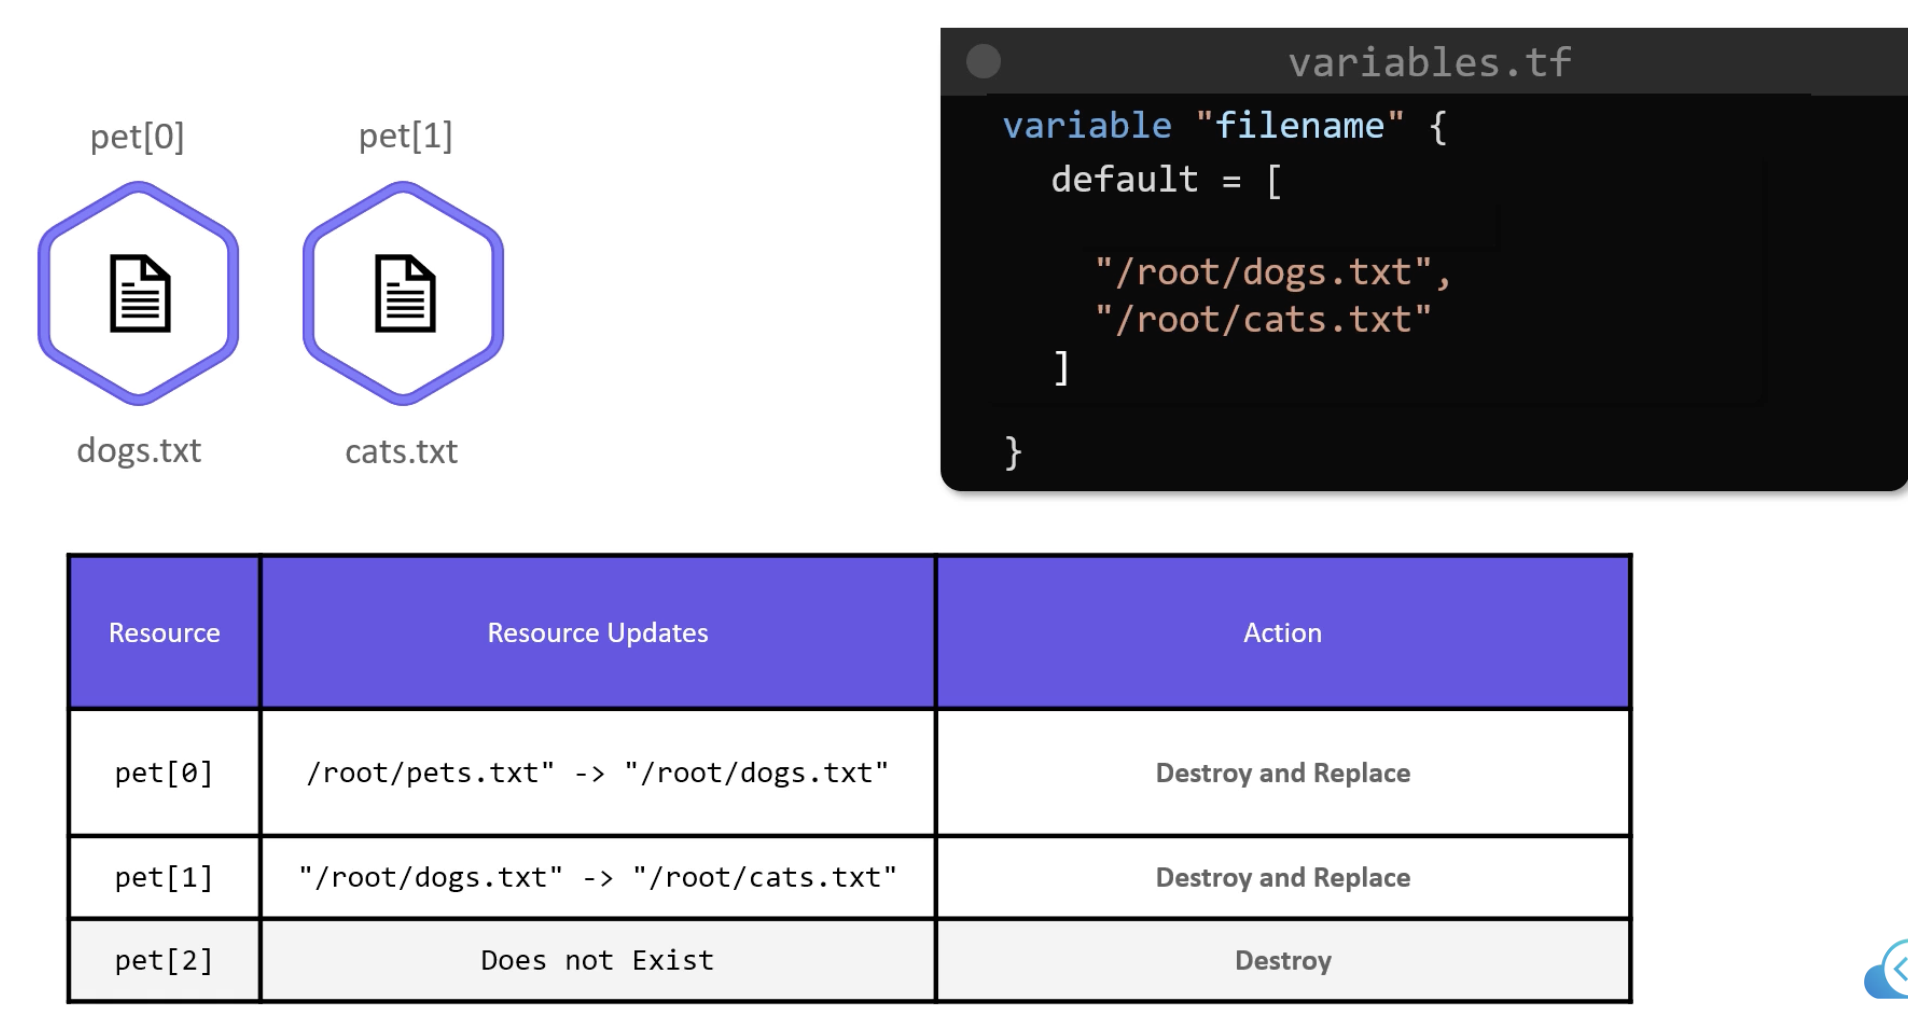 pet[0]
pet[1]
dogs.txt
cats.txt
variables.tf
variable "filename" {
default = [
"/root/dogs.txt",
"/root/cats.txt"
]
}
Resource
Resource Updates
Action
pet[0]
/root/pets.txt" -> "/root/dogs.txt"
Destroy and Replace
pet[1]
"/root/dogs.txt" -> "/root/cats.txt"
Destroy and Replace
pet[2]
Does not Exist
Destroy